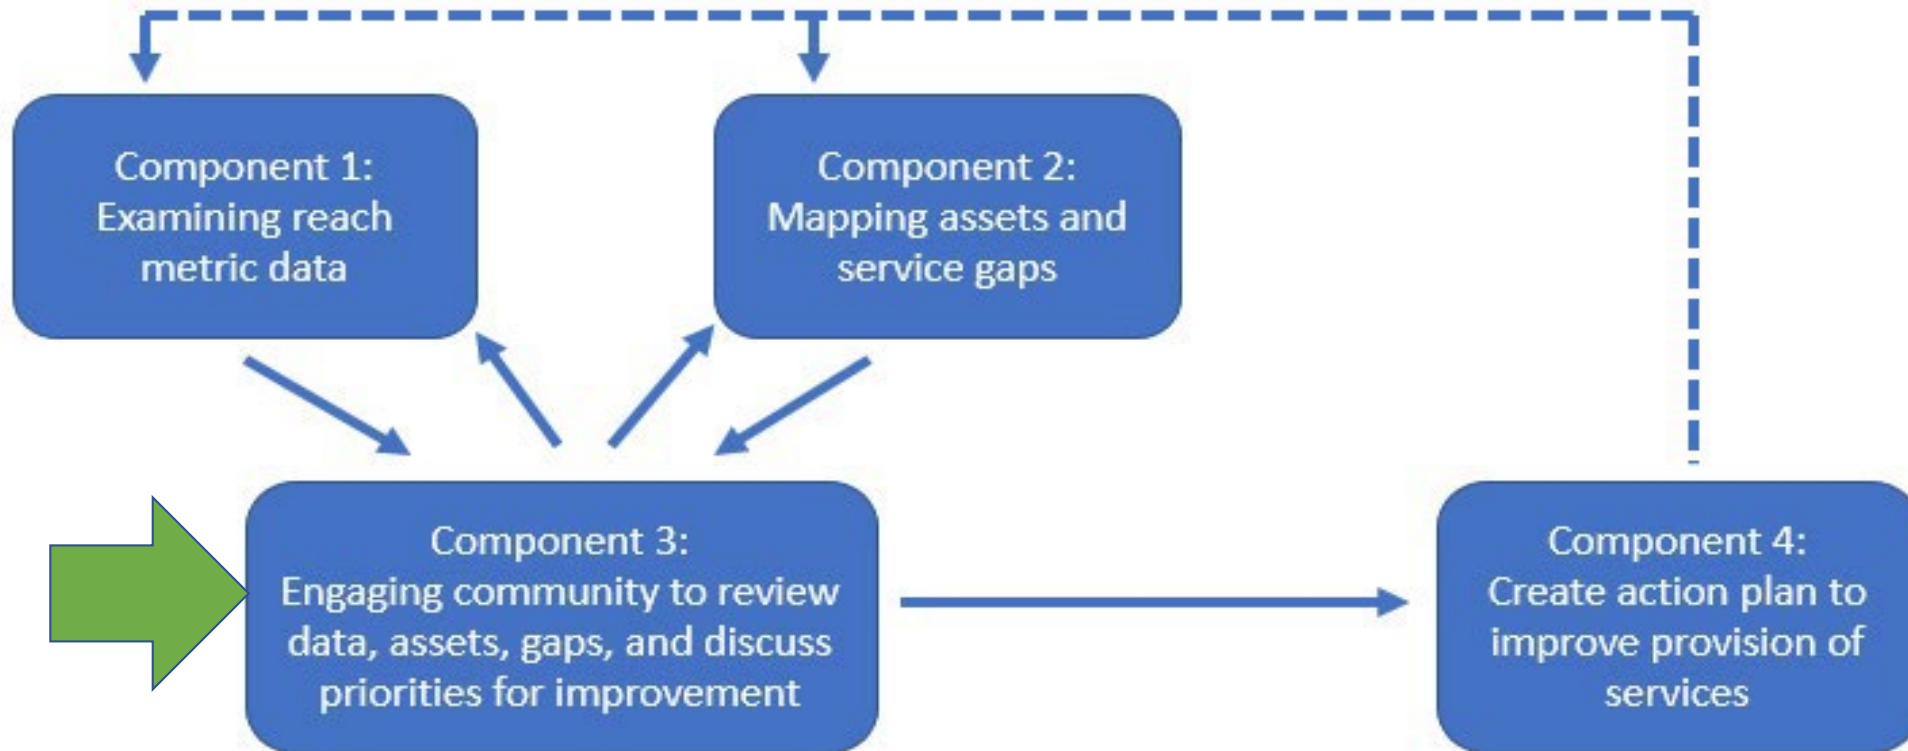 Component 1:
Examining reach
metric data
Component 2:
Mapping assets and
service gaps
Component 3:
Engaging community to review
data, assets, gaps, and discuss
priorities for improvement
Component 4:
Create action plan to
improve provision of
services